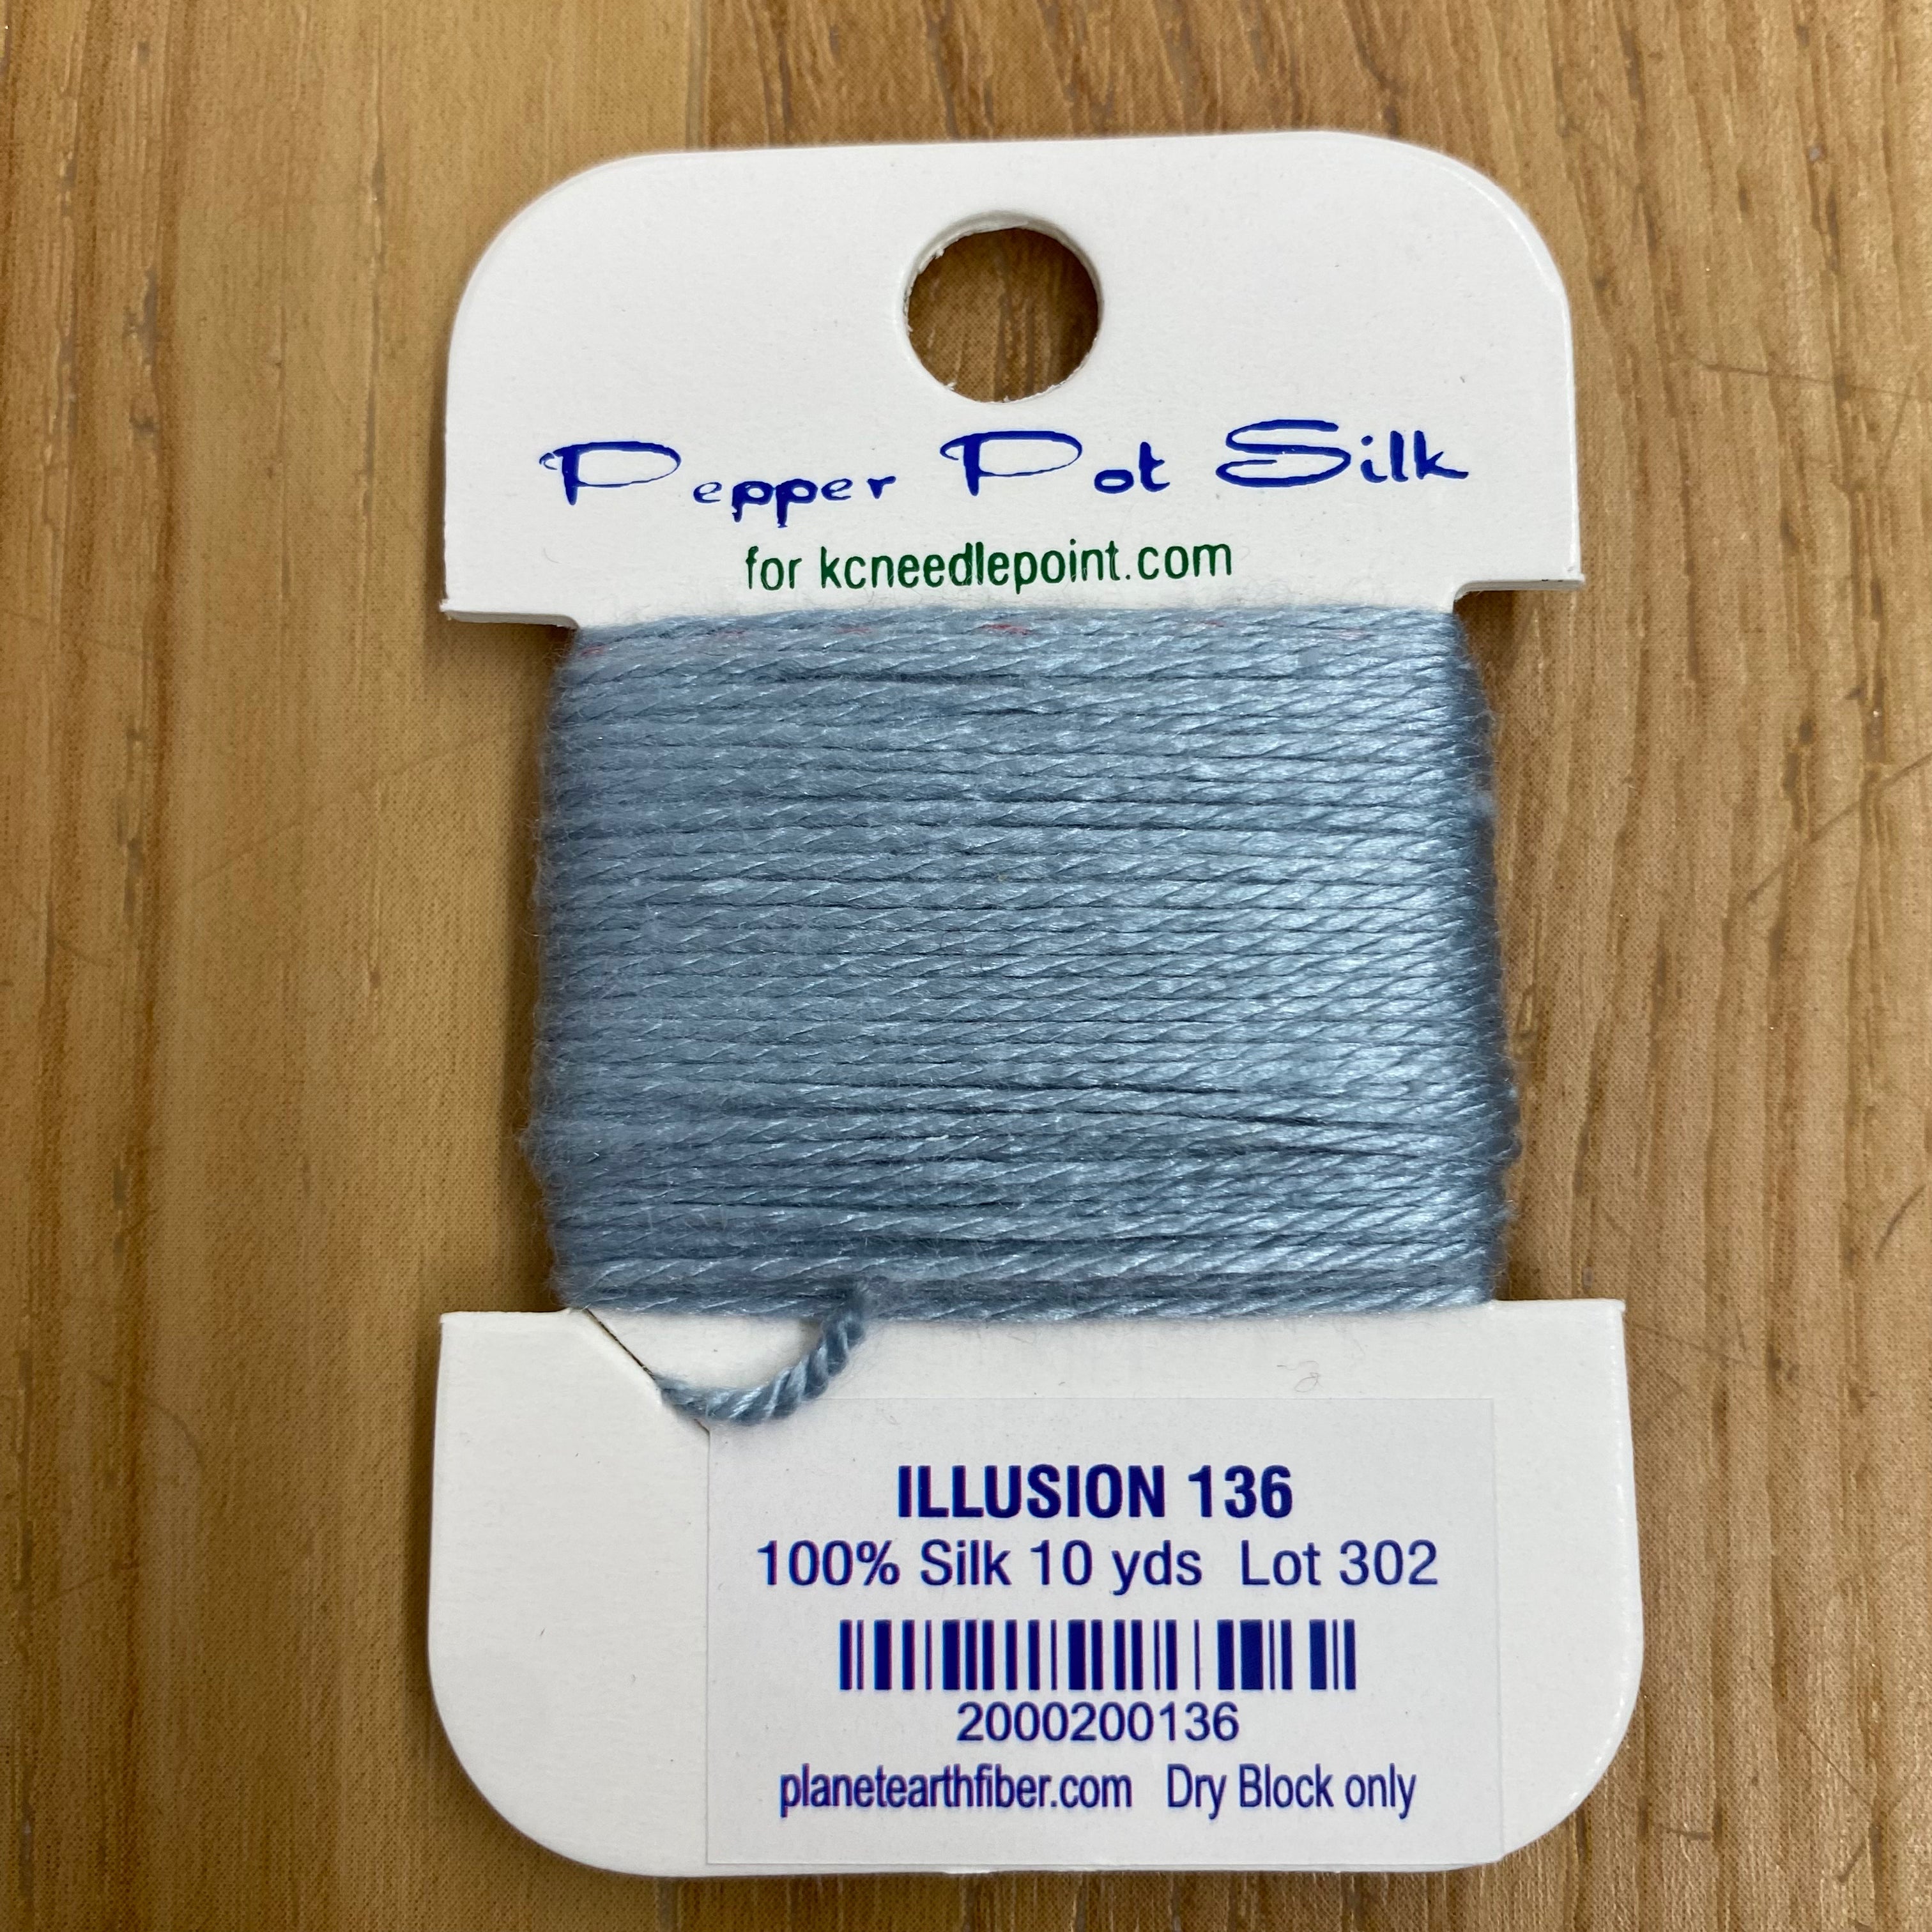 Pepper Pot Silk
for kcneedlepoint.com
ILLUSION 136
100% Silk 10 yds Lot 302
2000200136
planetearthfiber.com Dry Block only